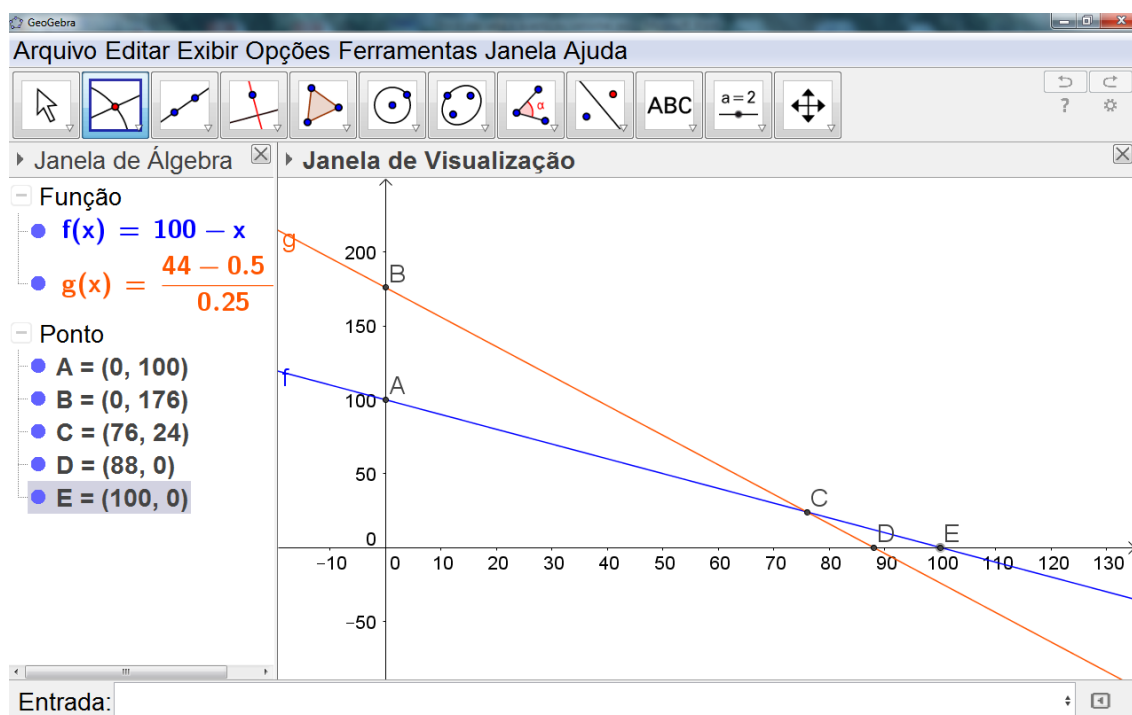 GeoGebra
Arquivo Editar Exibir Opções Ferramentas Janela Ajuda
α ABC a = 2 ?
Janela de Álgebra
Janela de Visualização
Função
f(x) = 100 − x
g(x) = 44 − 0.5
0.25
Ponto
A = (0, 100)
B = (0, 176)
C = (76, 24)
D = (88, 0)
E = (100, 0)
g
200
B
150
f
A
100
50
C
D
E
0
−10 0 10 20 30 40 50 60 70 80 90 100 110 120 130
−50
Entrada: